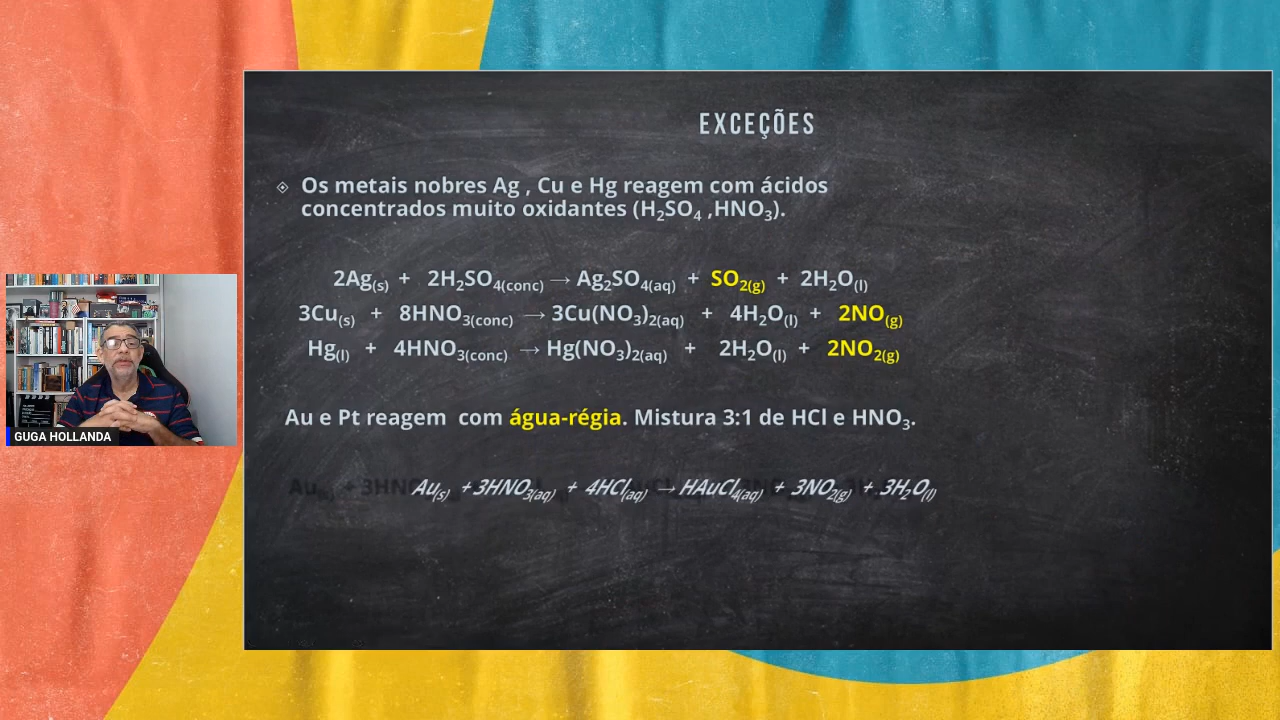 EXCEÇÕES
Os metais nobres Ag , Cu e Hg reagem com ácidos
concentrados muito oxidantes (H₂SO₄ ,HNO₃).
2Ag₍s₎ + 2H₂SO₄(conc) → Ag₂SO₄(aq) + SO₂(g) + 2H₂O(l)
3Cu(s) + 8HNO₃(conc) → 3Cu(NO₃)₂(aq) + 4H₂O(l) + 2NO(g)
Hg(l) + 4HNO₃(conc) → Hg(NO₃)₂(aq) + 2H₂O(l) + 2NO₂(g)
Au e Pt reagem com água-régia. Mistura 3:1 de HCl e HNO₃.
Au(s) + 3HNO₃(aq) + 4HCl(aq) → HAuCl₄(aq) + 3NO₂(g) + 3H₂O(l)
GUGA HOLLANDA